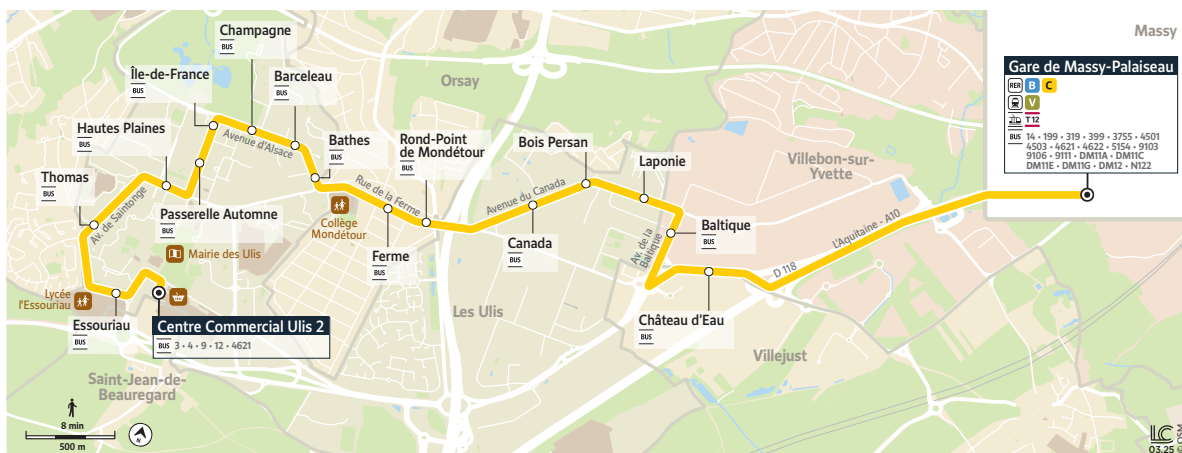 Massy
Gare de Massy-Palaiseau
RER B C
V
T12
BUS 14 • 199 • 319 • 399 • 3755 • 4501
4503 • 4621 • 4622 • 5154 • 9103
9106 • 9111 • DM11A • DM11C
DM11E • DM11G • DM12 • N122
Champagne
BUS
Île-de-France
BUS
Barceleau
BUS
Orsay
Hautes Plaines
BUS
Avenue d'Alsace
Bathes
BUS
Rond-Point
de Mondétour
BUS
Bois Persan
BUS
Laponie
BUS
Villebon-sur-
Yvette
Thomas
BUS
Av. de Saintonge
Passerelle Automne
BUS
Rue de la Ferme
Collège
Mondétour
Avenue du Canada
Canada
BUS
Ferme
BUS
Av. de la
Baltique
Baltique
BUS
L'Aquitaine - A10
D 118
Mairie des Ulis
Lycée
l'Essouriau
Essouriau
BUS
Centre Commercial Ulis 2
BUS 3 • 4 • 9 • 12 • 4621
Les Ulis
Château d'Eau
BUS
Villejust
Saint-Jean-de-
Beauregard
8 min
500 m
N
LC
03.25 © OSM